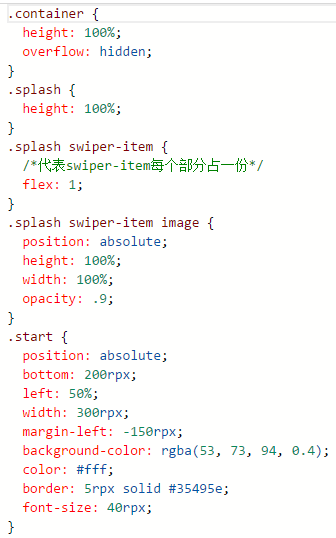 .container {
  height: 100%;
  overflow: hidden;
}
.splash {
  height: 100%;
}
.splash swiper-item {
  /*代表swiper-item每个部分占一份*/
  flex: 1;
}
.splash swiper-item image {
  position: absolute;
  height: 100%;
  width: 100%;
  opacity: .9;
}
.start {
  position: absolute;
  bottom: 200rpx;
  left: 50%;
  width: 300rpx;
  margin-left: -150rpx;
  background-color: rgba(53, 73, 94, 0.4);
  color: #fff;
  border: 5rpx solid #35495e;
  font-size: 40rpx;
}